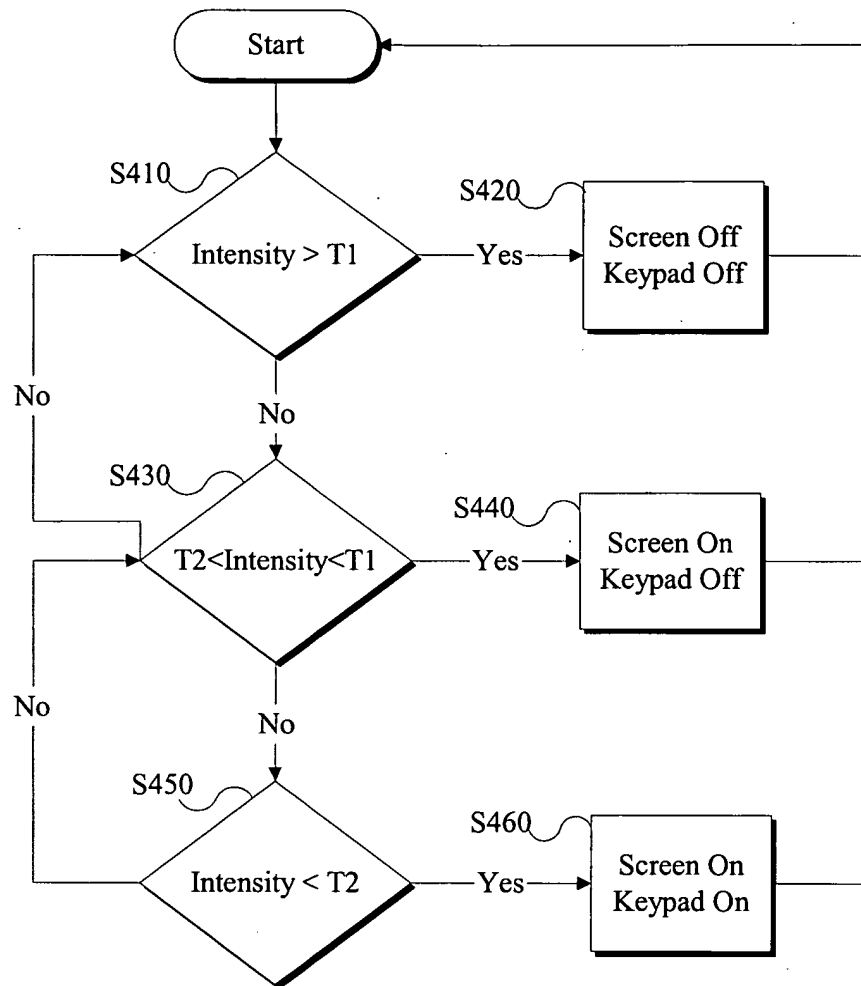 Start
S410
Intensity > T1
Yes
S420
Screen Off
Keypad Off
No
No
S430
T2<Intensity<T1
Yes
S440
Screen On
Keypad Off
No
No
S450
Intensity < T2
Yes
S460
Screen On
Keypad On